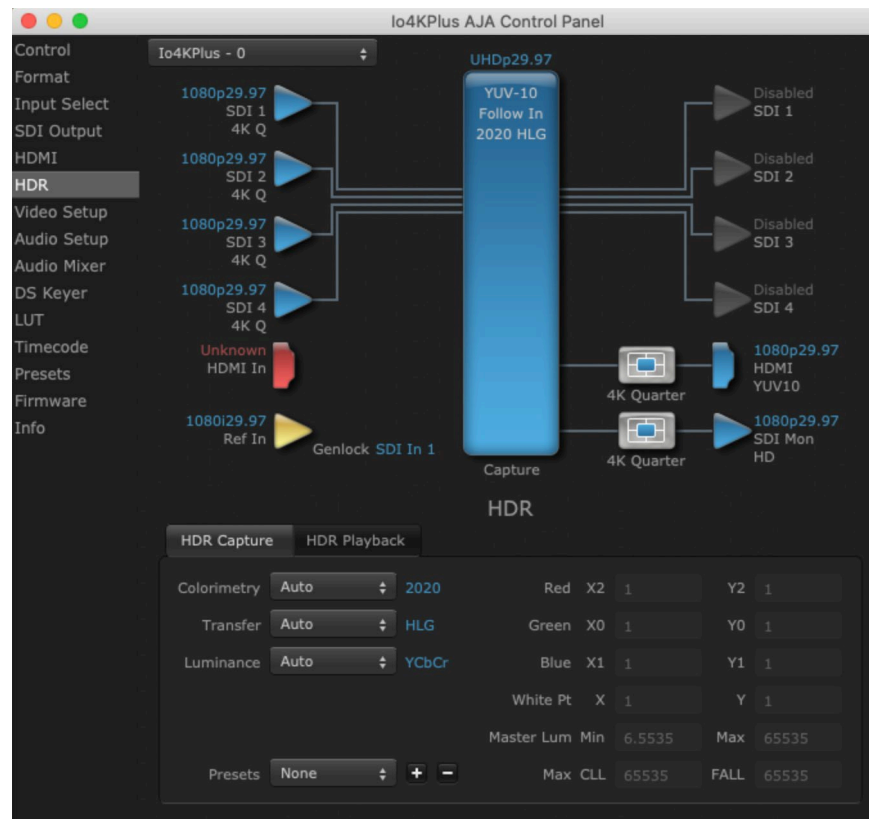 Io4KPlus AJA Control Panel
Control
Format
Input Select
SDI Output
HDMI
HDR
Video Setup
Audio Setup
Audio Mixer
DS Keyer
LUT
Timecode
Presets
Firmware
Info
Io4KPlus - 0
1080p29.97
SDI 1
4K Q
1080p29.97
SDI 2
4K Q
1080p29.97
SDI 3
4K Q
1080p29.97
SDI 4
4K Q
Unknown
HDMI In
1080i29.97
Ref In
Genlock SDI In 1
UHDp29.97
YUV-10
Follow In
2020 HLG
Capture
Disabled
SDI 1
Disabled
SDI 2
Disabled
SDI 3
Disabled
SDI 4
4K Quarter
1080p29.97
HDMI
YUV10
4K Quarter
1080p29.97
SDI Mon
HD
HDR
HDR Capture HDR Playback
Colorimetry Auto 2020 Red X2 1 Y2 1
Transfer Auto HLG Green X0 1 Y0 1
Luminance Auto YCbCr Blue X1 1 Y1 1
White Pt X 1 Y 1
Master Lum Min 6.5535 Max 65535
Presets None + - Max CLL 65535 FALL 65535